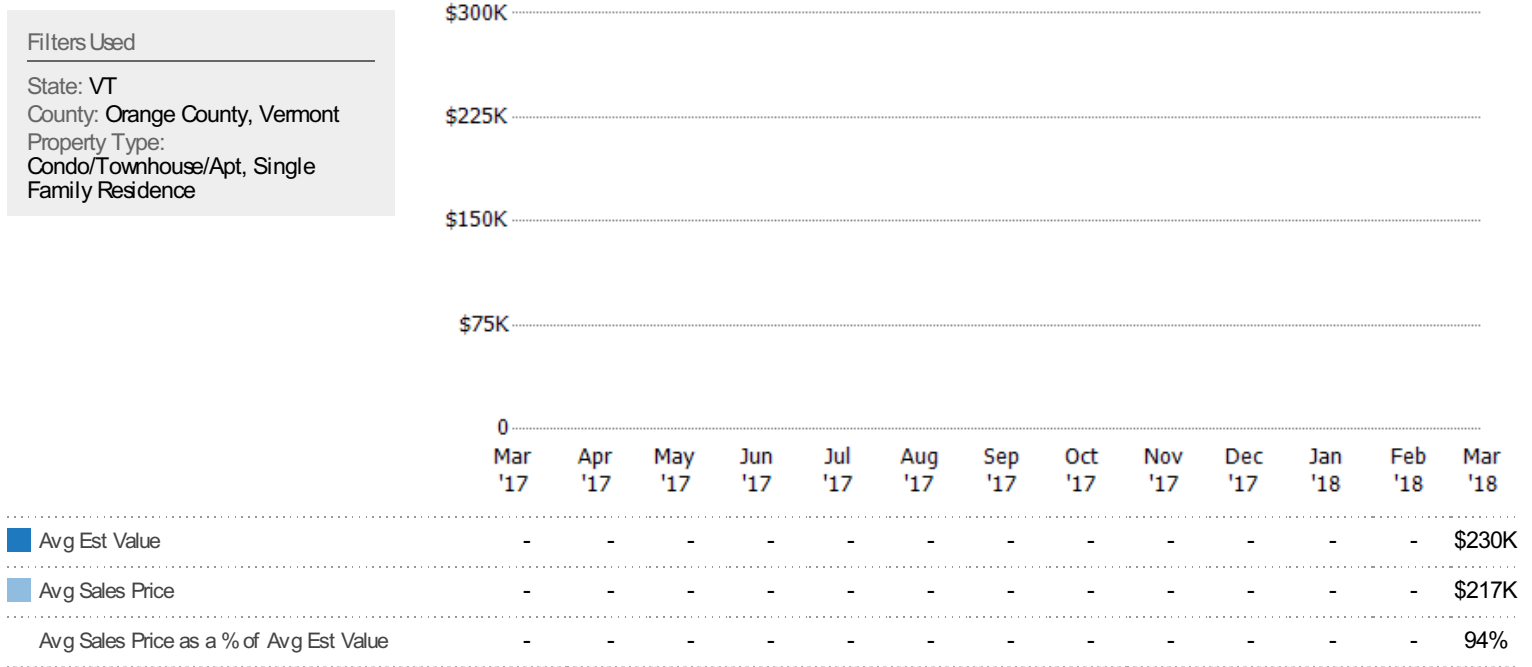 Filters Used
State: VT
County: Orange County, Vermont
Property Type:
Condo/Townhouse/Apt, Single
Family Residence
$300K
$225K
$150K
$75K
0
Mar Apr May Jun Jul Aug Sep Oct Nov Dec Jan Feb Mar
'17 '17 '17 '17 '17 '17 '17 '17 '17 '17 '18 '18 '18
Avg Est Value - - - - - - - - - - - - $230K
Avg Sales Price - - - - - - - - - - - - $217K
Avg Sales Price as a % of Avg Est Value - - - - - - - - - - - - 94%